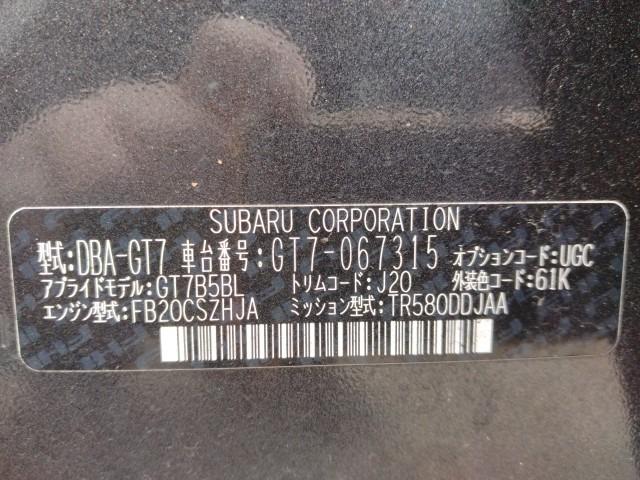 SUBARU CORPORATION
型式:DBA-GT7 車台番号:GT7-067315 オプションコード:UGC
アプライドモデル:GT7B5BL トリムコード:J20 外装色コード:61K
エンジン型式:FB20CSZHJA ミッション型式:TR580DDJAA